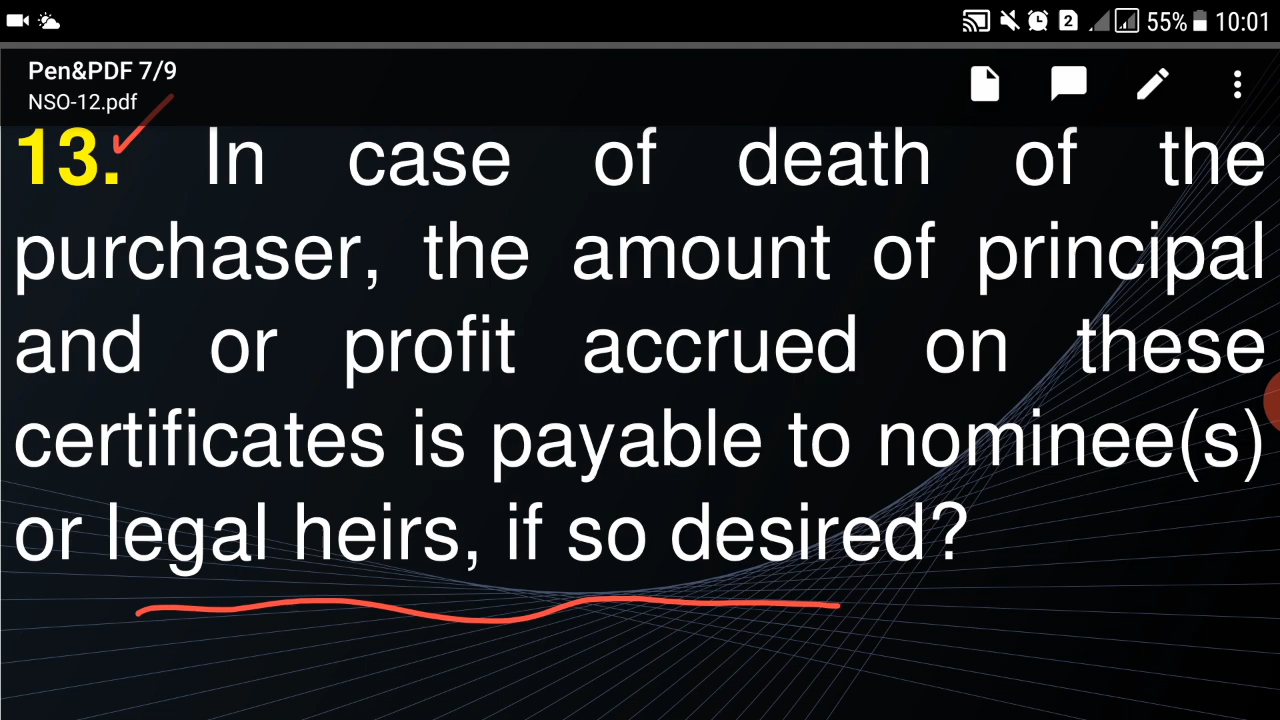 55% 10:01
Pen&PDF 7/9
NSO-12.pdf
13. In case of death of the
purchaser, the amount of principal
and or profit accrued on these
certificates is payable to nominee(s)
or legal heirs, if so desired?